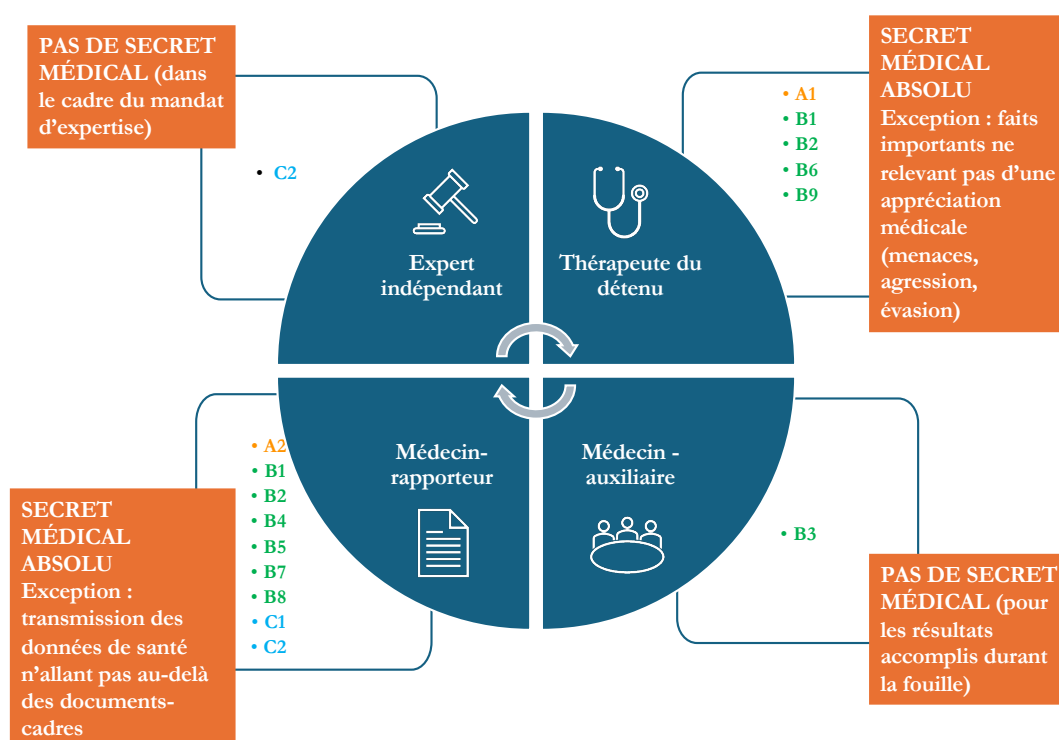 PAS DE SECRET
MÉDICAL (dans
le cadre du mandat
d’expertise)
• C2
Expert
indépendant
SECRET
MÉDICAL
ABSOLU
Exception : faits
importants ne
relevant pas d’une
appréciation
médicale
(menaces,
agression,
évasion)
• A1
• B1
• B2
• B6
• B9
Thérapeute du
détenu
Médecin-
rapporteur
• A2
• B1
• B2
• B4
• B5
• B7
• B8
• C1
• C2
SECRET
MÉDICAL
ABSOLU
Exception :
transmission des
données de santé
n’allant pas au-delà
des documents-
cadres
Médecin -
auxiliaire
• B3
PAS DE SECRET
MÉDICAL (pour
les résultats
accomplis durant
la fouille)